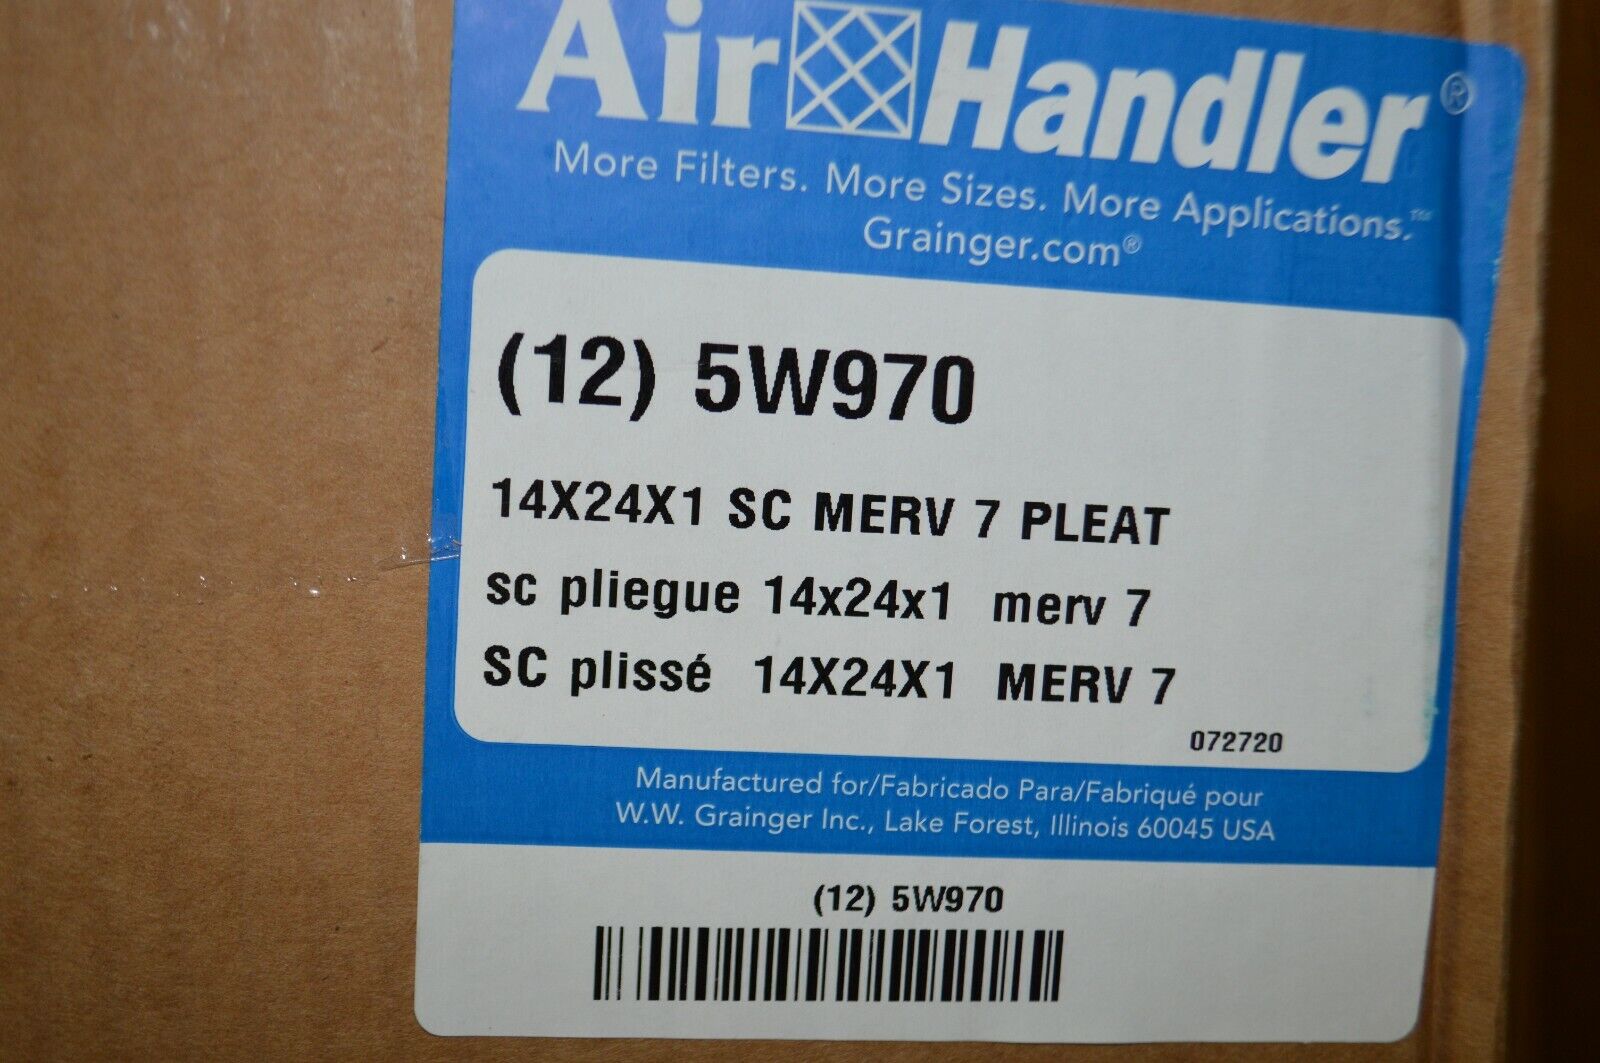 Air Handler®
More Filters. More Sizes. More Applications.™
Grainger.com®
(12) 5W970
14X24X1 SC MERV 7 PLEAT
sc pliegue 14x24x1 merv 7
SC plissé 14X24X1 MERV 7
072720
Manufactured for/Fabricado Para/Fabriqué pour
W.W. Grainger Inc., Lake Forest, Illinois 60045 USA
(12) 5W970